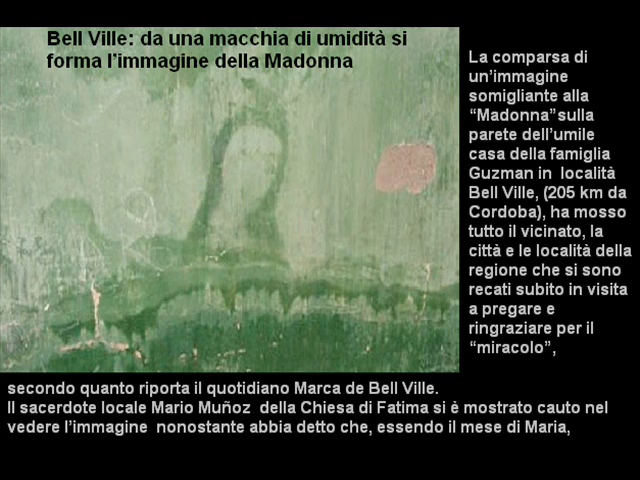 Bell Ville: da una macchia di umidità si
forma l'immagine della Madonna
La comparsa di
un'immagine
somigliante alla
“Madonna”sulla
parete dell'umile
casa della famiglia
Guzman in località
Bell Ville, (205 km da
Cordoba), ha mosso
tutto il vicinato, la
città e le località della
regione che si sono
recati subito in visita
a pregare e
ringraziare per il
“miracolo”,
secondo quanto riporta il quotidiano Marca de Bell Ville.
Il sacerdote locale Mario Muñoz della Chiesa di Fatima si è mostrato cauto nel
vedere l'immagine nonostante abbia detto che, essendo il mese di Maria,